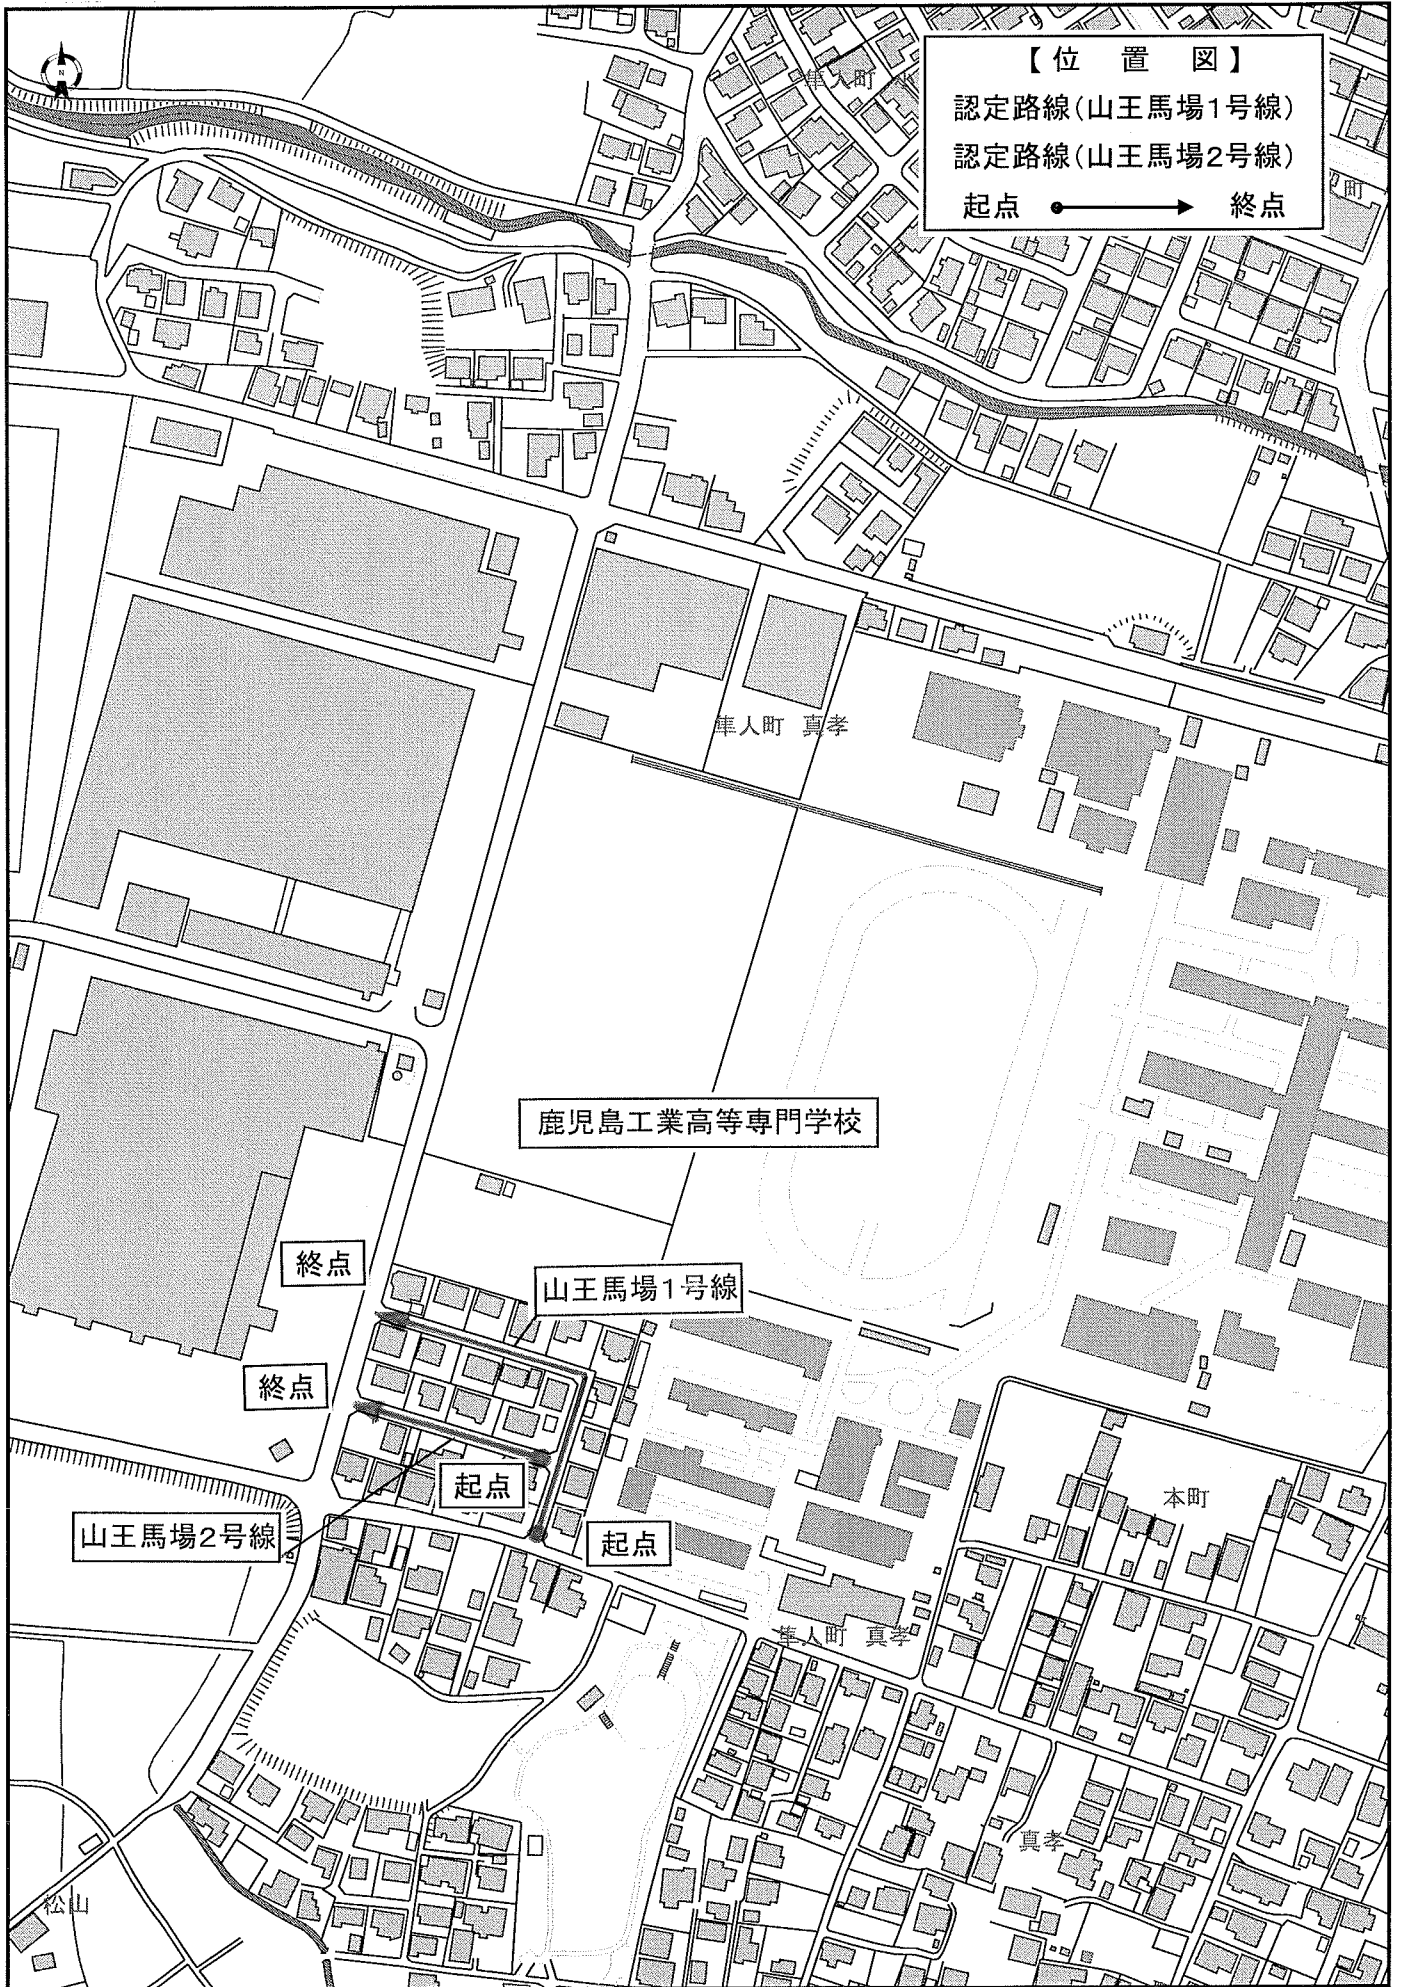 N
【位 置 図】
認定路線(山王馬場1号線)
認定路線(山王馬場2号線)
起点 終点
隼人町
隼人町 真孝
鹿児島工業高等専門学校
終点
山王馬場1号線
終点
起点
本町
山王馬場2号線
起点
隼人町 真孝
真孝
松山